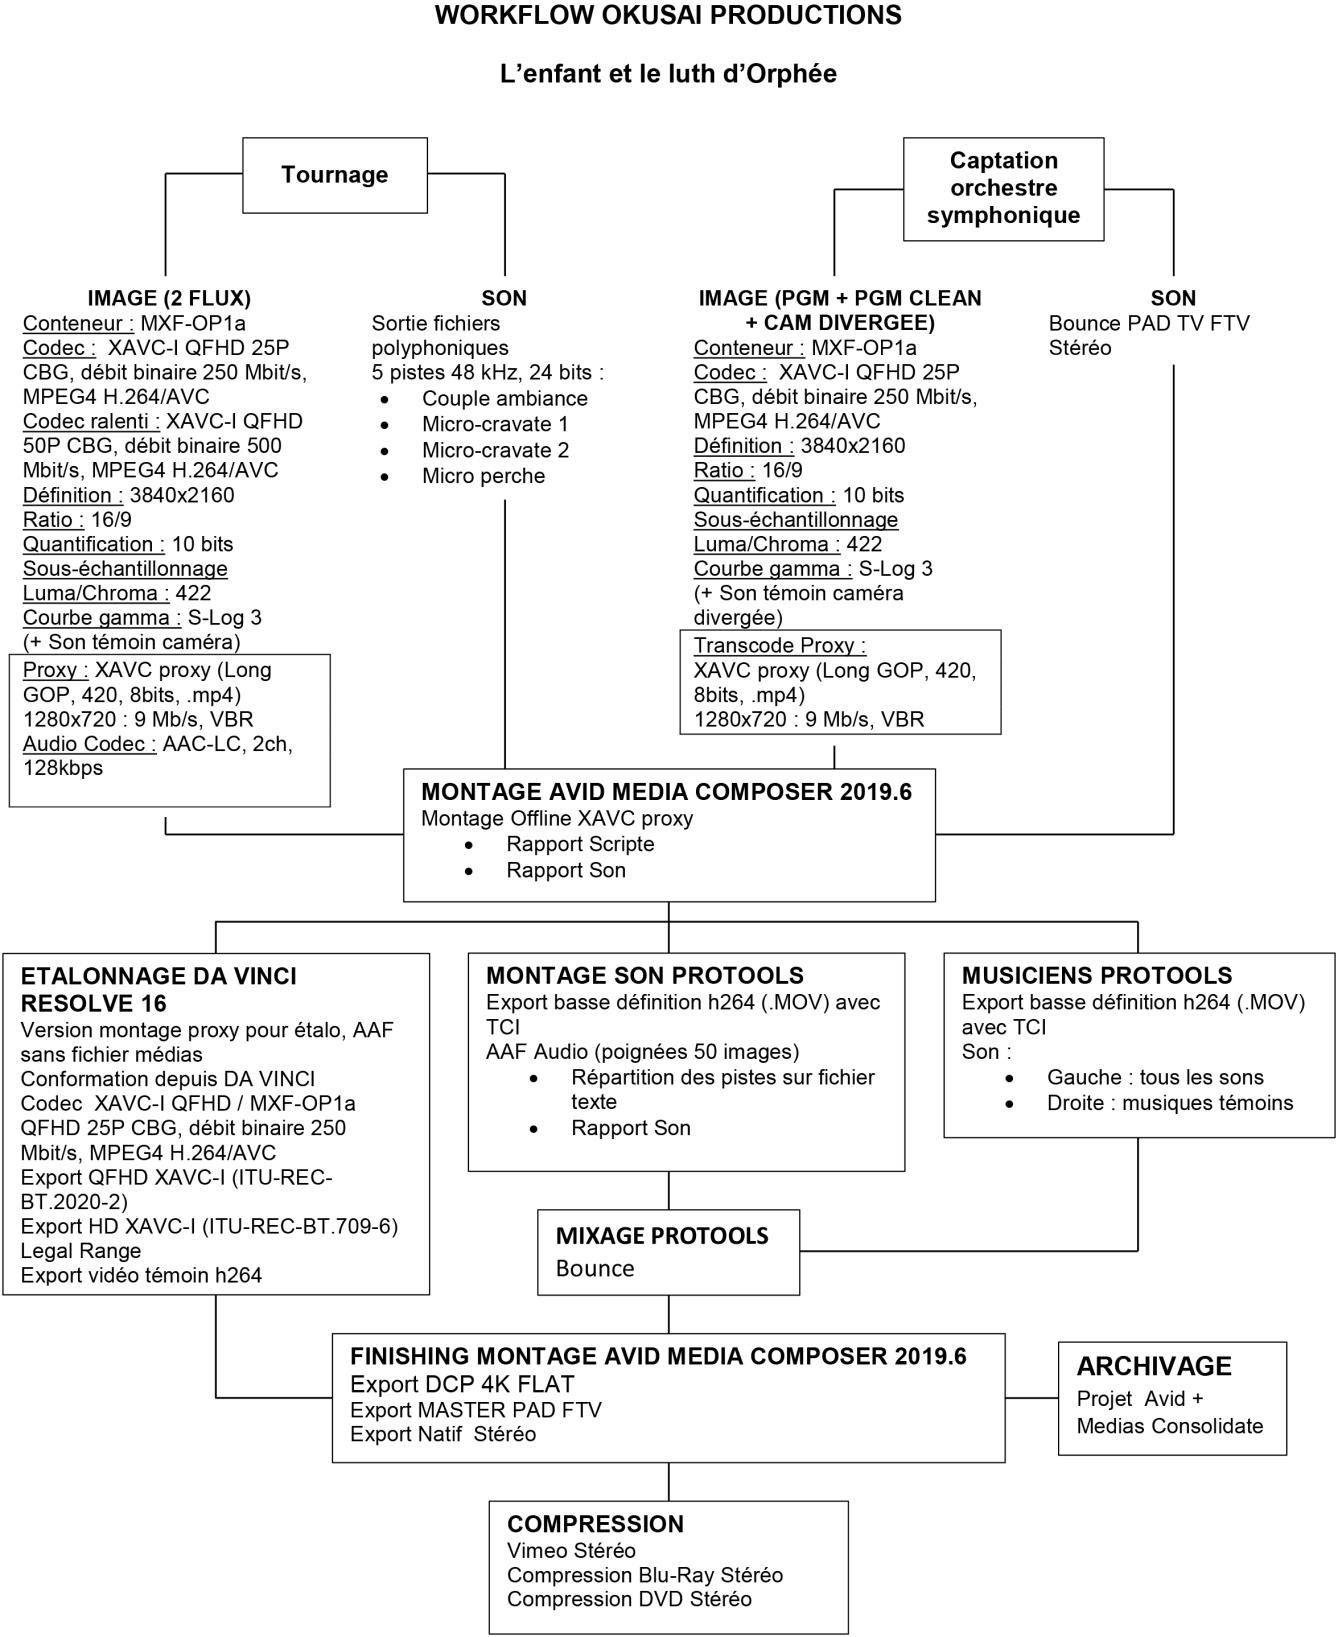 WORKFLOW OKUSAI PRODUCTIONS
L’enfant et le luth d’Orphée
Tournage
IMAGE (2 FLUX)
Conteneur : MXF-OP1a
Codec : XAVC-I QFHD 25P
CBG, débit binaire 250 Mbit/s,
MPEG4 H.264/AVC
Codec ralenti : XAVC-I QFHD
50P CBG, débit binaire 500
Mbit/s, MPEG4 H.264/AVC
Définition : 3840x2160
Ratio : 16/9
Quantification : 10 bits
Sous-échantillonnage
Luma/Chroma : 422
Courbe gamma : S-Log 3
(+ Son témoin caméra)
Proxy : XAVC proxy (Long
GOP, 420, 8bits, .mp4)
1280x720 : 9 Mb/s, VBR
Audio Codec : AAC-LC, 2ch,
128kbps
SON
Sortie fichiers
polyphoniques
5 pistes 48 kHz, 24 bits :
• Couple ambiance
• Micro-cravate 1
• Micro-cravate 2
• Micro perche
Captation
orchestre
symphonique
IMAGE (PGM + PGM CLEAN
+ CAM DIVERGEE)
Conteneur : MXF-OP1a
Codec : XAVC-I QFHD 25P
CBG, débit binaire 250 Mbit/s,
MPEG4 H.264/AVC
Définition : 3840x2160
Ratio : 16/9
Quantification : 10 bits
Sous-échantillonnage
Luma/Chroma : 422
Courbe gamma : S-Log 3
(+ Son témoin caméra
divergée)
Transcode Proxy :
XAVC proxy (Long GOP, 420,
8bits, .mp4)
1280x720 : 9 Mb/s, VBR
SON
Bounce PAD TV FTV
Stéréo
MONTAGE AVID MEDIA COMPOSER 2019.6
Montage Offline XAVC proxy
• Rapport Scripte
• Rapport Son
ETALONNAGE DA VINCI
RESOLVE 16
Version montage proxy pour étalo, AAF
sans fichier médias
Conformation depuis DA VINCI
Codec XAVC-I QFHD / MXF-OP1a
QFHD 25P CBG, débit binaire 250
Mbit/s, MPEG4 H.264/AVC
Export QFHD XAVC-I (ITU-REC-
BT.2020-2)
Export HD XAVC-I (ITU-REC-BT.709-6)
Legal Range
Export vidéo témoin h264
MONTAGE SON PROTOOLS
Export basse définition h264 (.MOV) avec
TCI
AAF Audio (poignées 50 images)
• Répartition des pistes sur fichier
texte
• Rapport Son
MUSICIENS PROTOOLS
Export basse définition h264 (.MOV)
avec TCI
Son :
• Gauche : tous les sons
• Droite : musiques témoins
MIXAGE PROTOOLS
Bounce
FINISHING MONTAGE AVID MEDIA COMPOSER 2019.6
Export DCP 4K FLAT
Export MASTER PAD FTV
Export Natif Stéréo
ARCHIVAGE
Projet Avid +
Medias Consolidate
COMPRESSION
Vimeo Stéréo
Compression Blu-Ray Stéréo
Compression DVD Stéréo